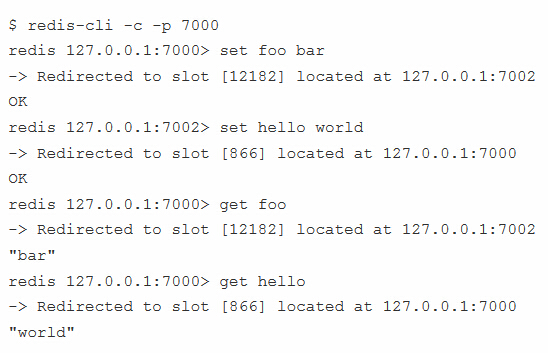 $ redis-cli -c -p 7000
redis 127.0.0.1:7000> set foo bar
-> Redirected to slot [12182] located at 127.0.0.1:7002
OK
redis 127.0.0.1:7002> set hello world
-> Redirected to slot [866] located at 127.0.0.1:7000
OK
redis 127.0.0.1:7000> get foo
-> Redirected to slot [12182] located at 127.0.0.1:7002
"bar"
redis 127.0.0.1:7000> get hello
-> Redirected to slot [866] located at 127.0.0.1:7000
"world"